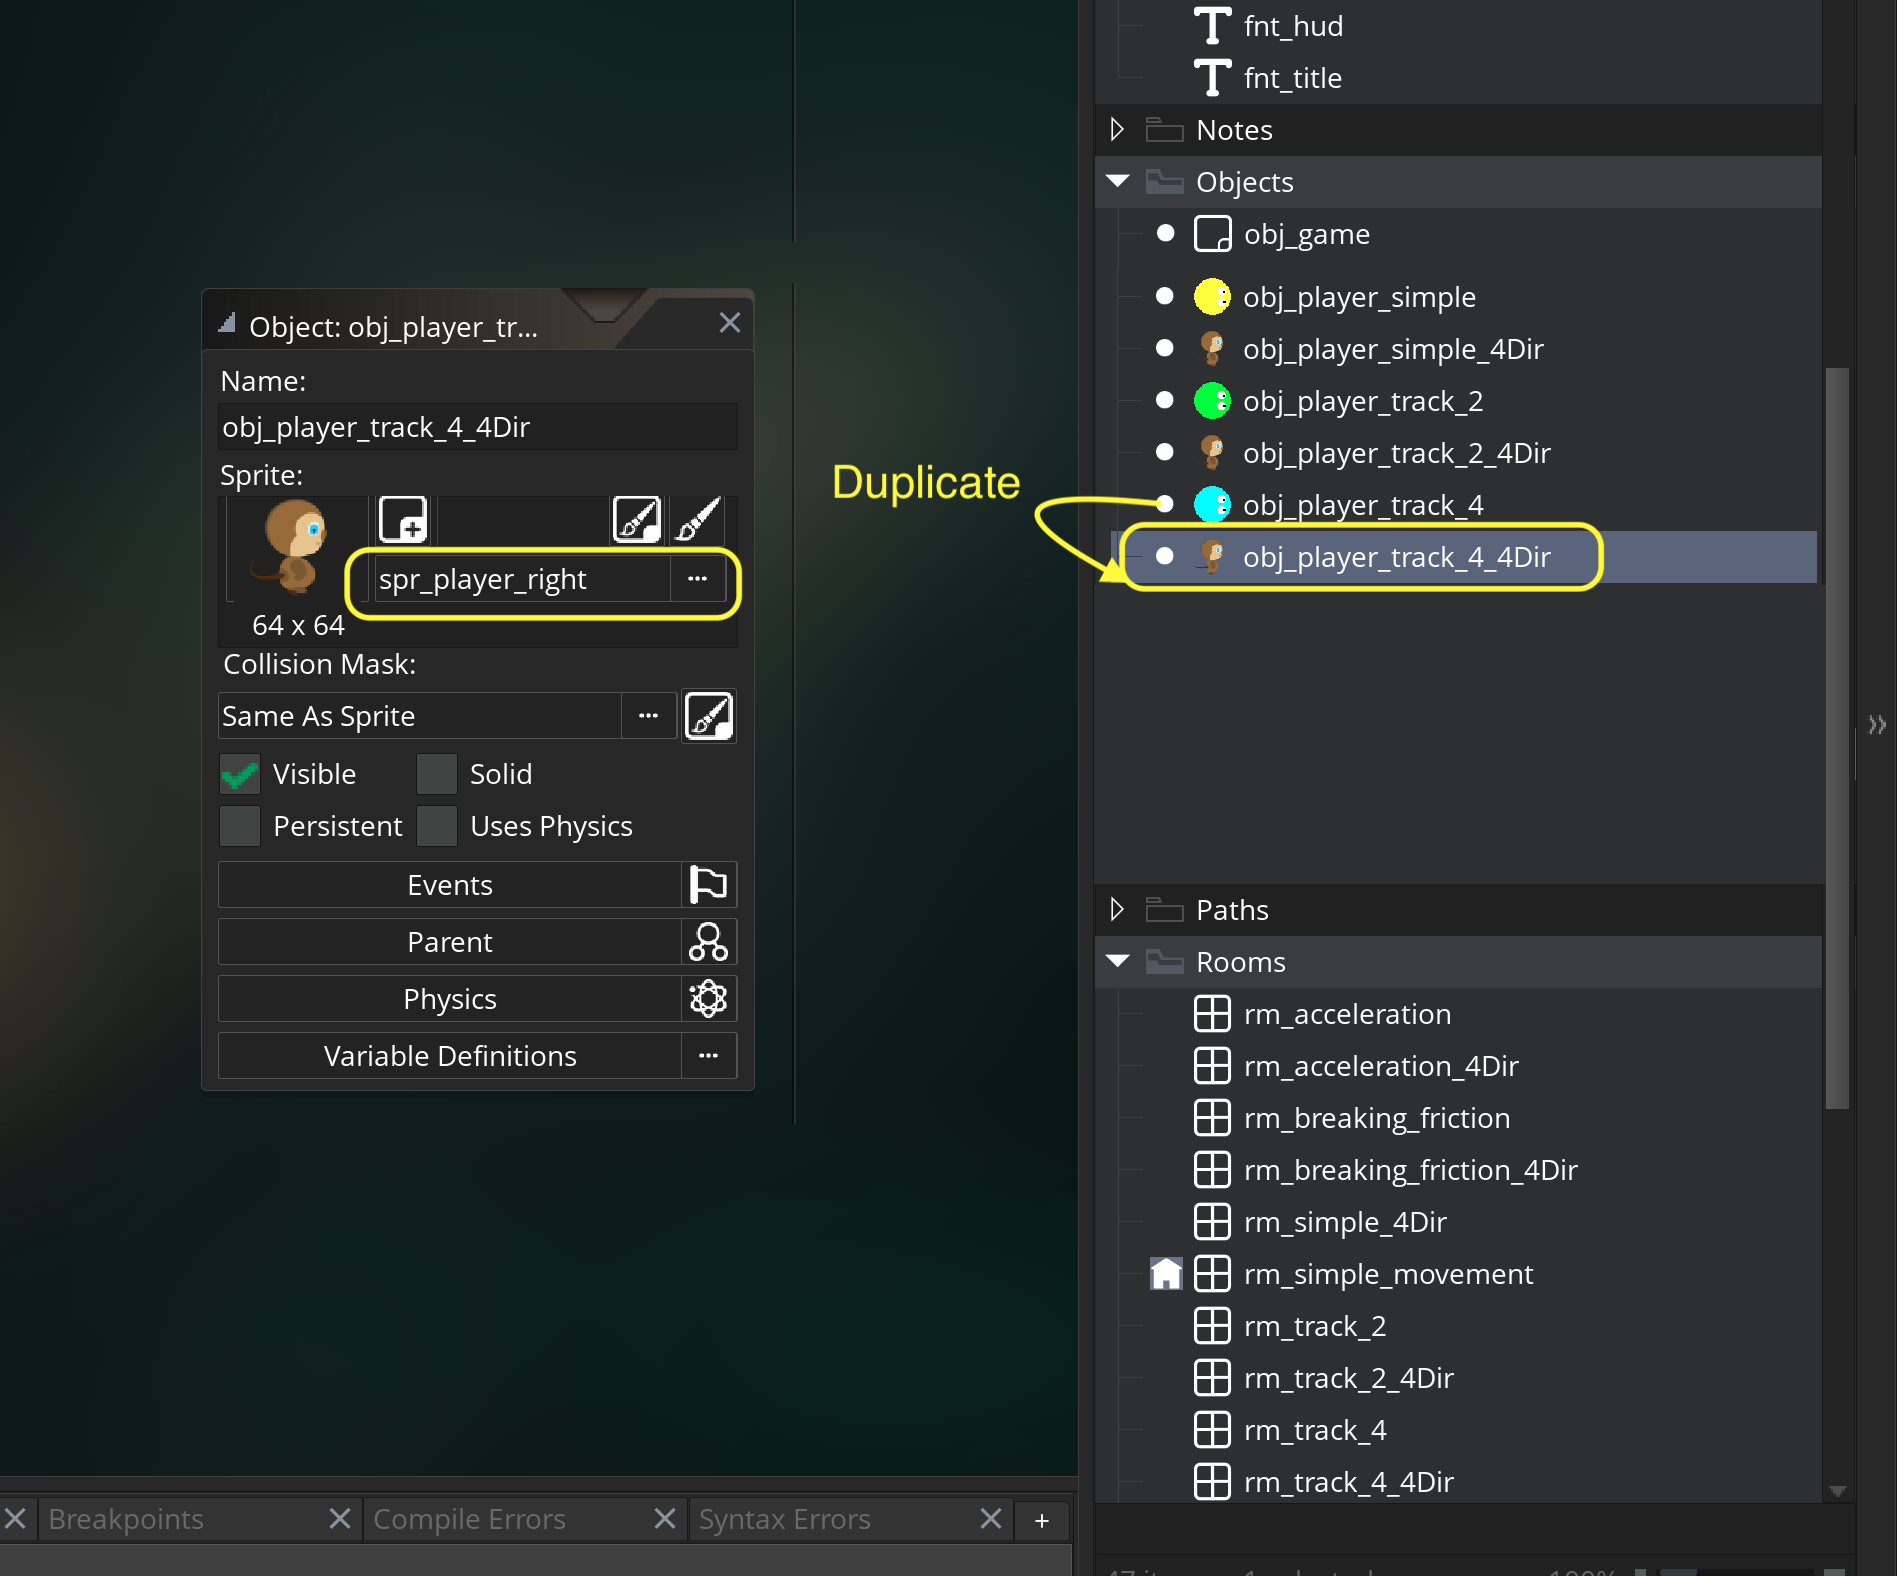 Object: obj_player_tr...
Name:
obj_player_track_4_4Dir
Sprite:
spr_player_right
64 x 64
Collision Mask:
Same As Sprite
Visible
Solid
Persistent
Uses Physics
Events
Parent
Physics
Variable Definitions
Duplicate
fnt_hud
fnt_title
Notes
Objects
obj_game
obj_player_simple
obj_player_simple_4Dir
obj_player_track_2
obj_player_track_2_4Dir
obj_player_track_4
obj_player_track_4_4Dir
Paths
Rooms
rm_acceleration
rm_acceleration_4Dir
rm_breaking_friction
rm_breaking_friction_4Dir
rm_simple_4Dir
rm_simple_movement
rm_track_2
rm_track_2_4Dir
rm_track_4
rm_track_4_4Dir
Breakpoints
Compile Errors
Syntax Errors
+